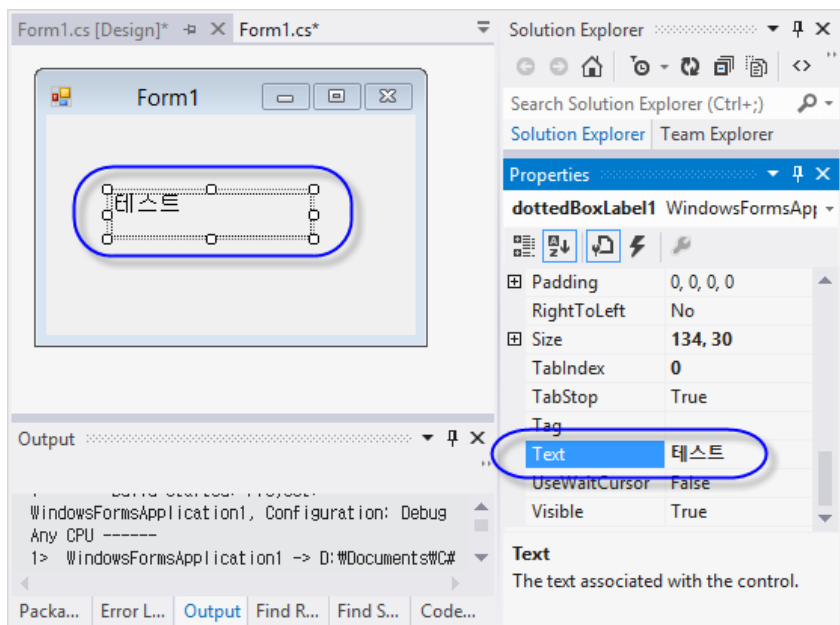 Form1.cs [Design]* Form1.cs*
Form1
테스트
Output
WindowsFormsApplication1, Configuration: Debug
Any CPU ------
1> WindowsFormsApplication1 -> D:\Documents\C#
Packa... Error L... Output Find R... Find S... Code...
Solution Explorer
Search Solution Explorer (Ctrl+;)
Solution Explorer Team Explorer
Properties
dottedBoxLabel1 WindowsFormsApp
Padding 0, 0, 0, 0
RightToLeft No
Size 134, 30
TabIndex 0
TabStop True
Tag
Text 테스트
UseWaitCursor False
Visible True
Text
The text associated with the control.